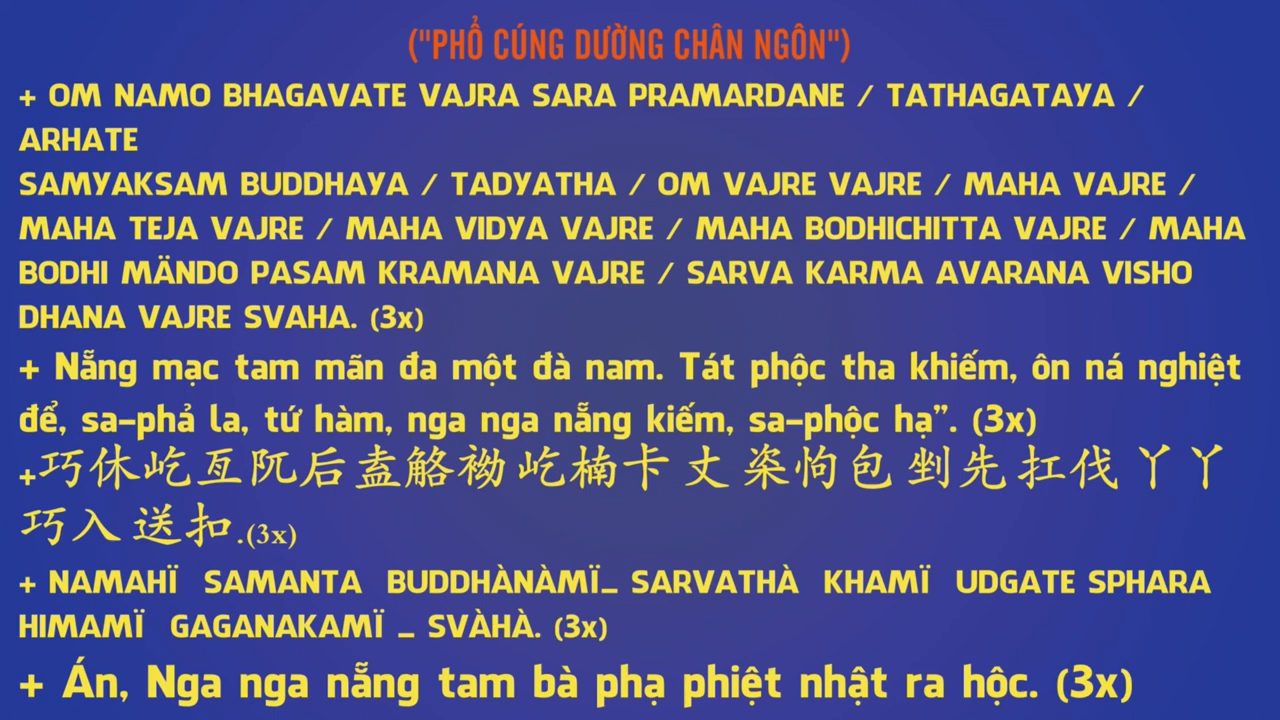 ("PHỔ CÚNG DƯỜNG CHÂN NGÔN")
+ OM NAMO BHAGAVATE VAJRA SARA PRAMARDANE / TATHAGATAYA /
ARHATE
SAMYAKSAM BUDDHAYA / TADYATHA / OM VAJRE VAJRE / MAHA VAJRE /
MAHA TEJA VAJRE / MAHA VIDYA VAJRE / MAHA BODHICHITTA VAJRE / MAHA
BODHI MÄNDO PASAM KRAMANA VAJRE / SARVA KARMA AVARANA VISHO
DHANA VAJRE SVAHA. (3x)
+ Nẵng mạc tam mãn đa một đà nam. Tát phộc tha khiếm, ôn ná nghiệt
để, sa-phả la, tứ hàm, nga nga nẵng kiếm, sa-phộc hạ”. (3x)
+巧休屹亙阢后盍觡袎屹楠卡丈栥怐包剉先扛伐丫丫
巧入送扣.(3x)
+ NAMAHÏ SAMANTA BUDDHÀNÀMÏ_ SARVATHÀ KHAMÏ UDGATE SPHARA
HIMAMÏ GAGANAKAMÏ _ SVÀHÀ. (3x)
+ Án, Nga nga nẵng tam bà phạ phiệt nhật ra hộc. (3x)